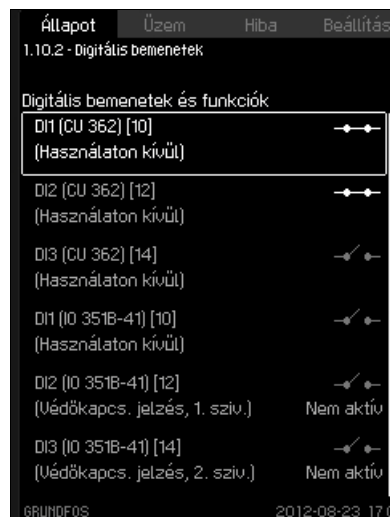 Állapot Üzem Hiba Beállítás
1.10.2 - Digitális bemenetek
Digitális bemenetek és funkciók
DI1 (CU 362) [10]
(Használaton kívül)
DI2 (CU 362) [12]
(Használaton kívül)
DI3 (CU 362) [14]
(Használaton kívül)
DI1 (IO 351B-41) [10]
(Használaton kívül)
DI2 (IO 351B-41) [12]
(Védőkapcs. jelzés, 1. sziv.) Nem aktív
DI3 (IO 351B-41) [14]
(Védőkapcs. jelzés, 2. sziv.) Nem aktív
GRUNDFOS 2012-08-23